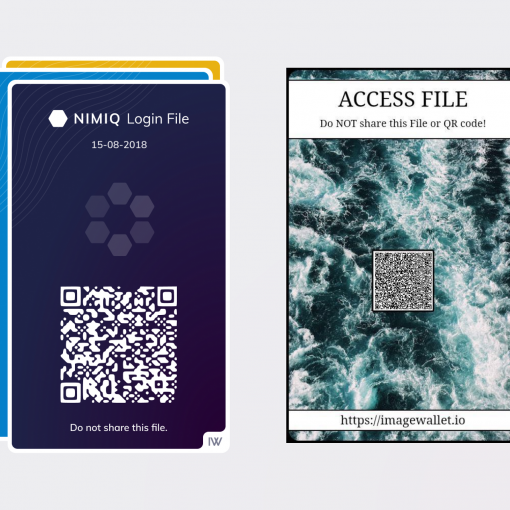 NIMIQ Login File
15-08-2018
Do not share this file.
IW
ACCESS FILE
Do NOT share this File or QR code!
https://imagewallet.io